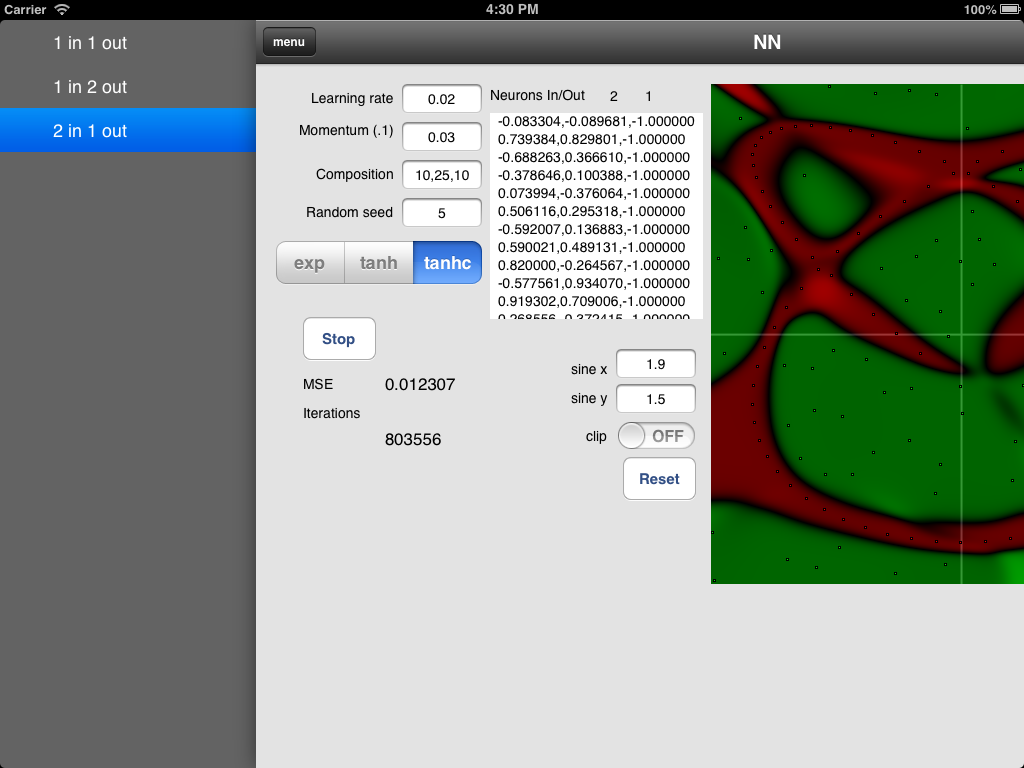 Carrier 4:30 PM 100%
1 in 1 out
1 in 2 out
2 in 1 out
menu NN
Learning rate 0.02
Momentum (.1) 0.03
Composition 10,25,10
Random seed 5
exp tanh tanhc
Stop
MSE 0.012307
Iterations
803556
Neurons In/Out 2 1
-0.083304,-0.089681,-1.000000
0.739384,0.829801,-1.000000
-0.688263,0.366610,-1.000000
-0.378646,0.100388,-1.000000
0.073994,-0.376064,-1.000000
0.506116,0.295318,-1.000000
-0.592007,0.136883,-1.000000
0.590021,0.489131,-1.000000
0.820000,-0.264567,-1.000000
-0.577561,0.934070,-1.000000
0.919302,0.709006,-1.000000
sine x 1.9
sine y 1.5
clip OFF
Reset